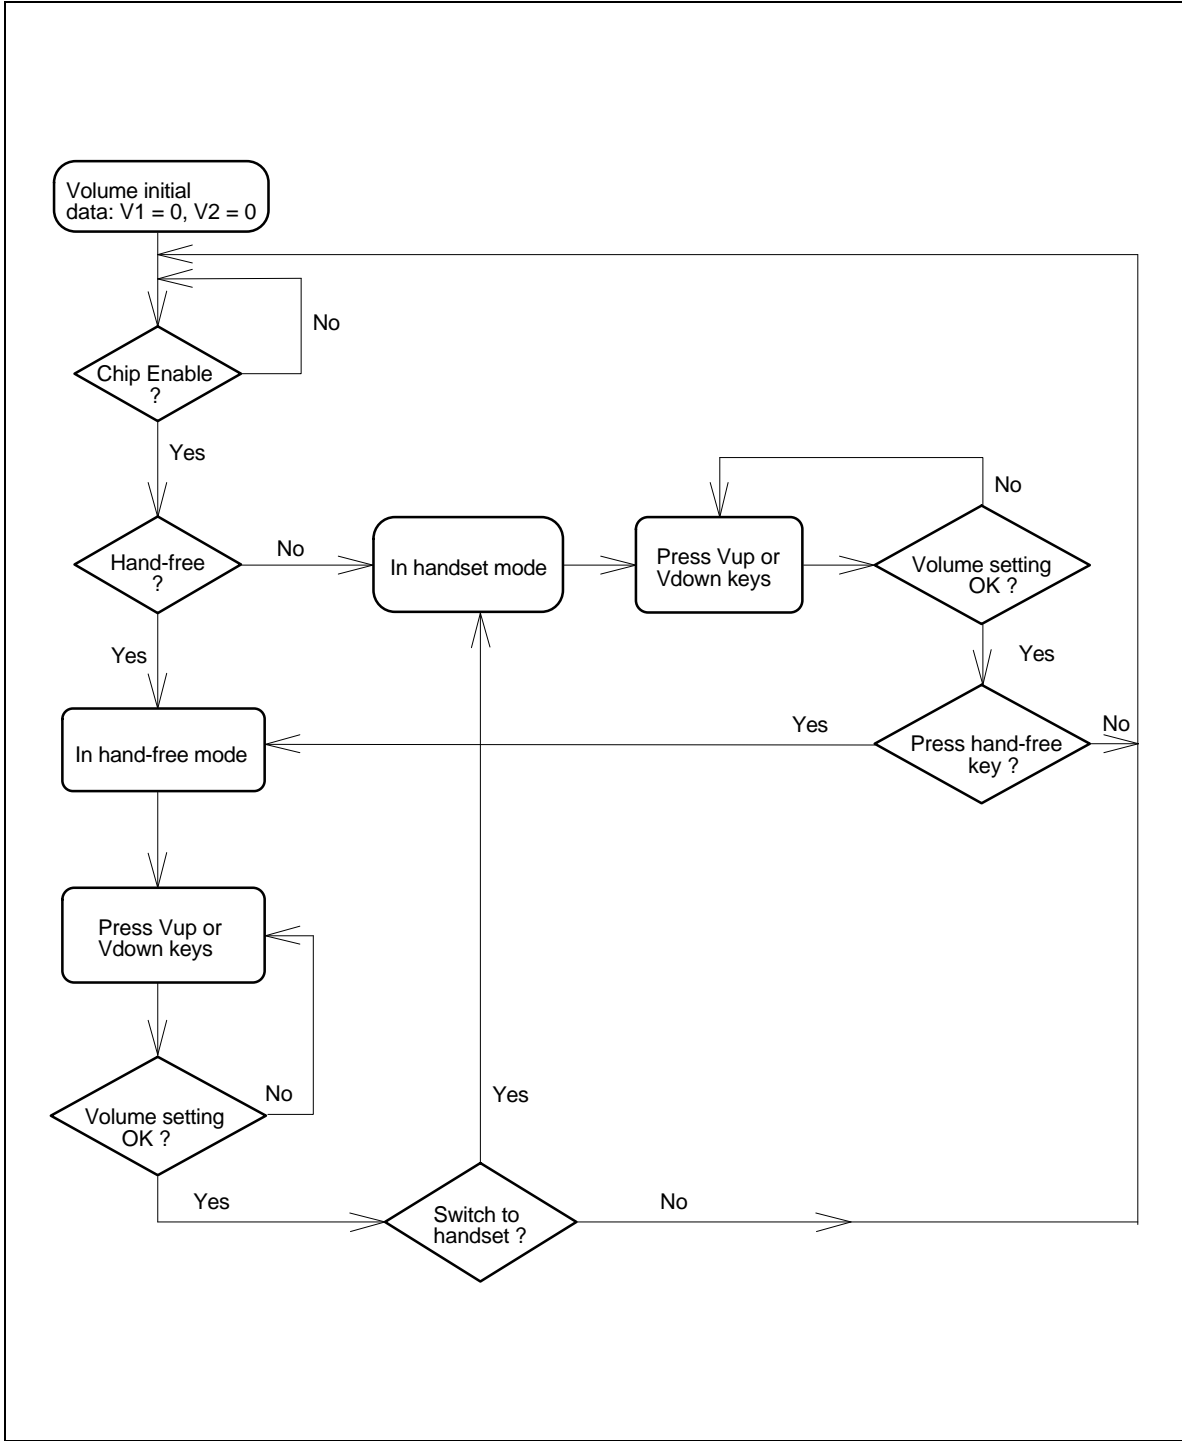 Volume initial
data: V1 = 0, V2 = 0
No
Chip Enable
?
Yes
No
Hand-free
?
No
In handset mode
Press Vup or
Vdown keys
Volume setting
OK ?
Yes
Yes
In hand-free mode
Yes
Press hand-free
key ?
No
Press Vup or
Vdown keys
No
Volume setting
OK ?
Yes
Yes
Switch to
handset ?
No